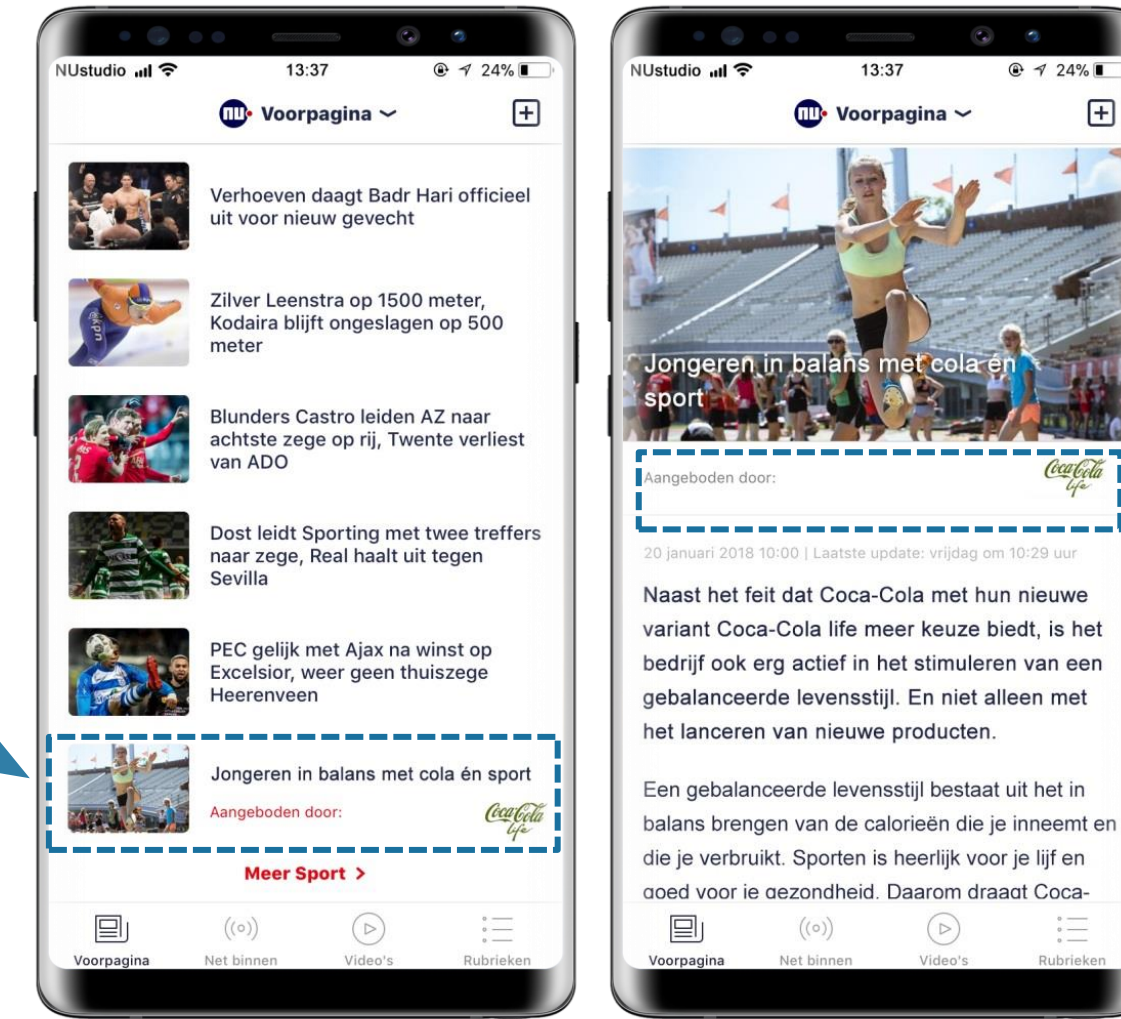 NUstudio 13:37 24%
nu Voorpagina
Verhoeven daagt Badr Hari officieel
uit voor nieuw gevecht
Zilver Leenstra op 1500 meter,
Kodaira blijft ongeslagen op 500
meter
Blunders Castro leiden AZ naar
achtste zege op rij, Twente verliest
van ADO
Dost leidt Sporting met twee treffers
naar zege, Real haalt uit tegen
Sevilla
PEC gelijk met Ajax na winst op
Excelsior, weer geen thuiszege
Heerenveen
Jongeren in balans met cola én sport
Aangeboden door: Coca-Cola life
Meer Sport >
Voorpagina Net binnen Video's Rubrieken
NUstudio 13:37 24%
nu Voorpagina
Jongeren in balans met cola én
sport
Aangeboden door: Coca-Cola life
20 januari 2018 10:00 | Laatste update: vrijdag om 10:29 uur
Naast het feit dat Coca-Cola met hun nieuwe
variant Coca-Cola life meer keuze biedt, is het
bedrijf ook erg actief in het stimuleren van een
gebalanceerde levensstijl. En niet alleen met
het lanceren van nieuwe producten.
Een gebalanceerde levensstijl bestaat uit het in
balans brengen van de calorieën die je inneemt en
die je verbruikt. Sporten is heerlijk voor je lijf en
goed voor je gezondheid. Daarom draagt Coca-
Voorpagina Net binnen Video's Rubrieken